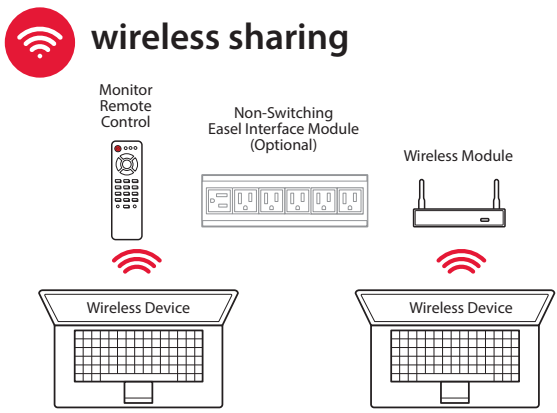 wireless sharing
Monitor
Remote
Control
Non-Switching
Easel Interface Module
(Optional)
Wireless Module
Wireless Device
Wireless Device